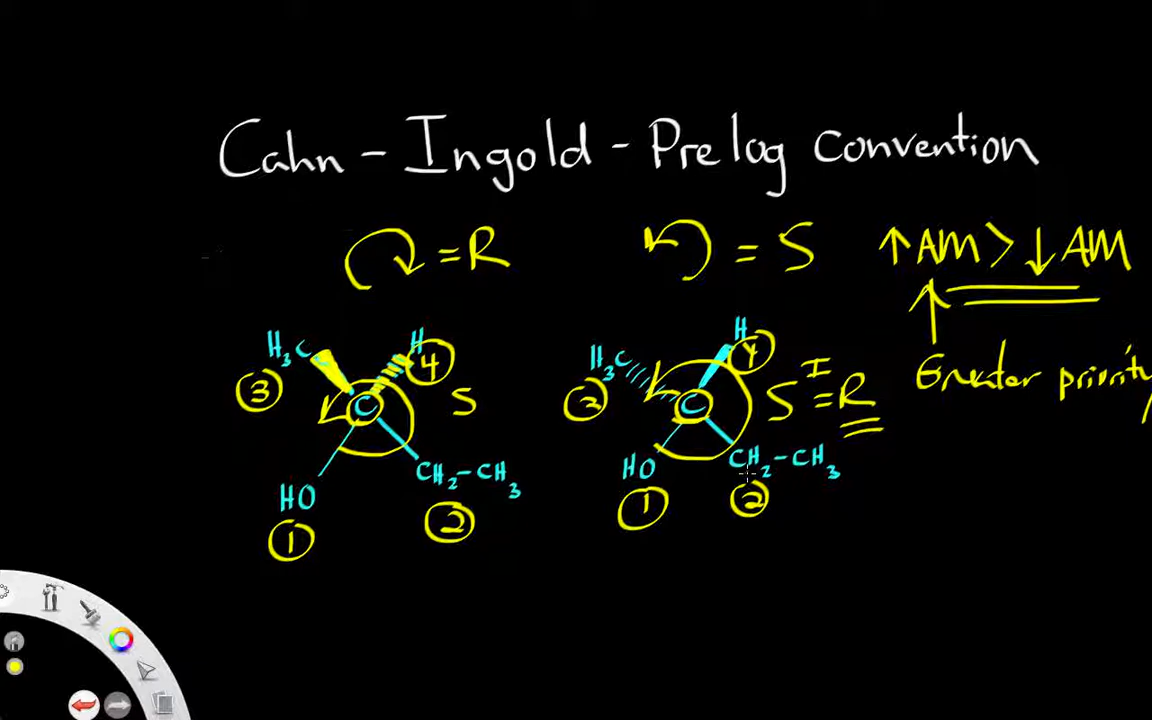 Cahn-Ingold-Prelog convention
=R
=S
↑AM>↓AM
Greater priority
H₃C
H
3
4
C
S
HO
CH₂-CH₃
1
2
H₃C
H
3
4
C
S I=R
HO
CH₂-CH₃
1
2